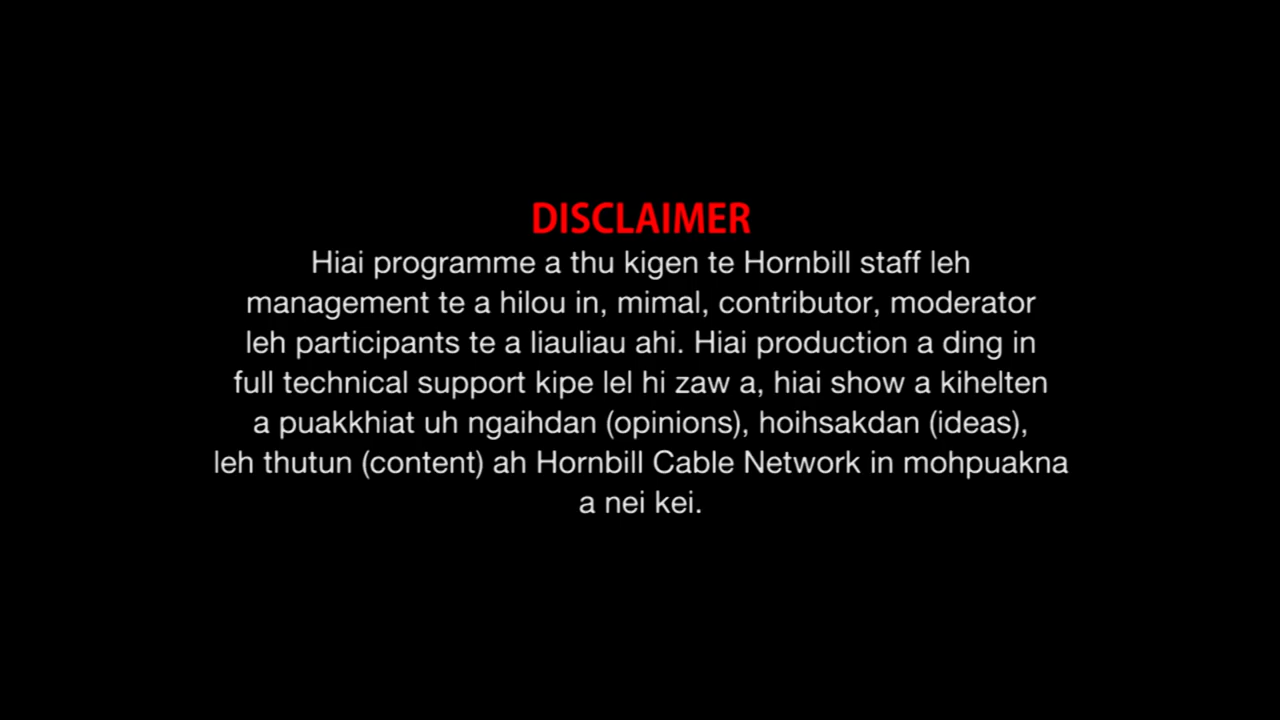 DISCLAIMER
Hiai programme a thu kigen te Hornbill staff leh
management te a hilou in, mimal, contributor, moderator
leh participants te a liauliau ahi. Hiai production a ding in
full technical support kipe lel hi zaw a, hiai show a kihelten
a puakkhiat uh ngaihdan (opinions), hoihsakdan (ideas),
leh thutun (content) ah Hornbill Cable Network in mohpuakna
a nei kei.